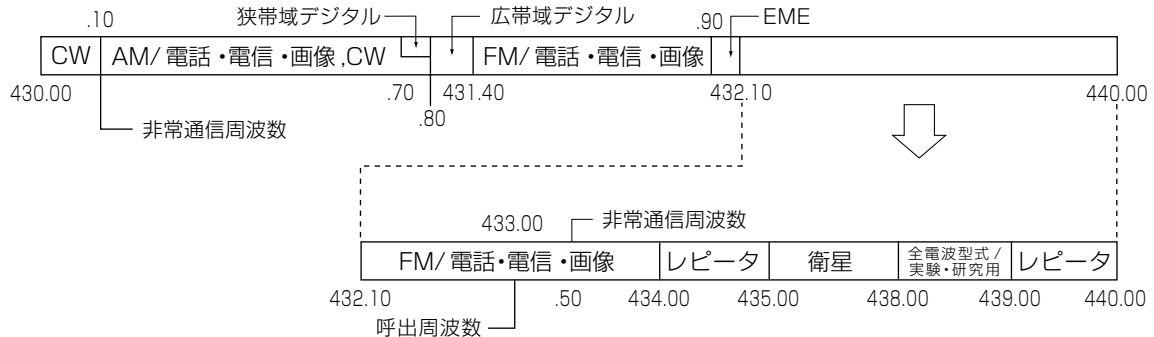 .10 狭帯域デジタル 広帯域デジタル .90 EME
CW AM/電話・電信・画像,CW FM/電話・電信・画像
430.00 .70 431.40 432.10 440.00
.80
非常通信周波数
433.00 非常通信周波数
FM/電話・電信・画像 レピータ 衛星 全電波型式/ レピータ
実験・研究用
432.10 .50 434.00 435.00 438.00 439.00 440.00
呼出周波数